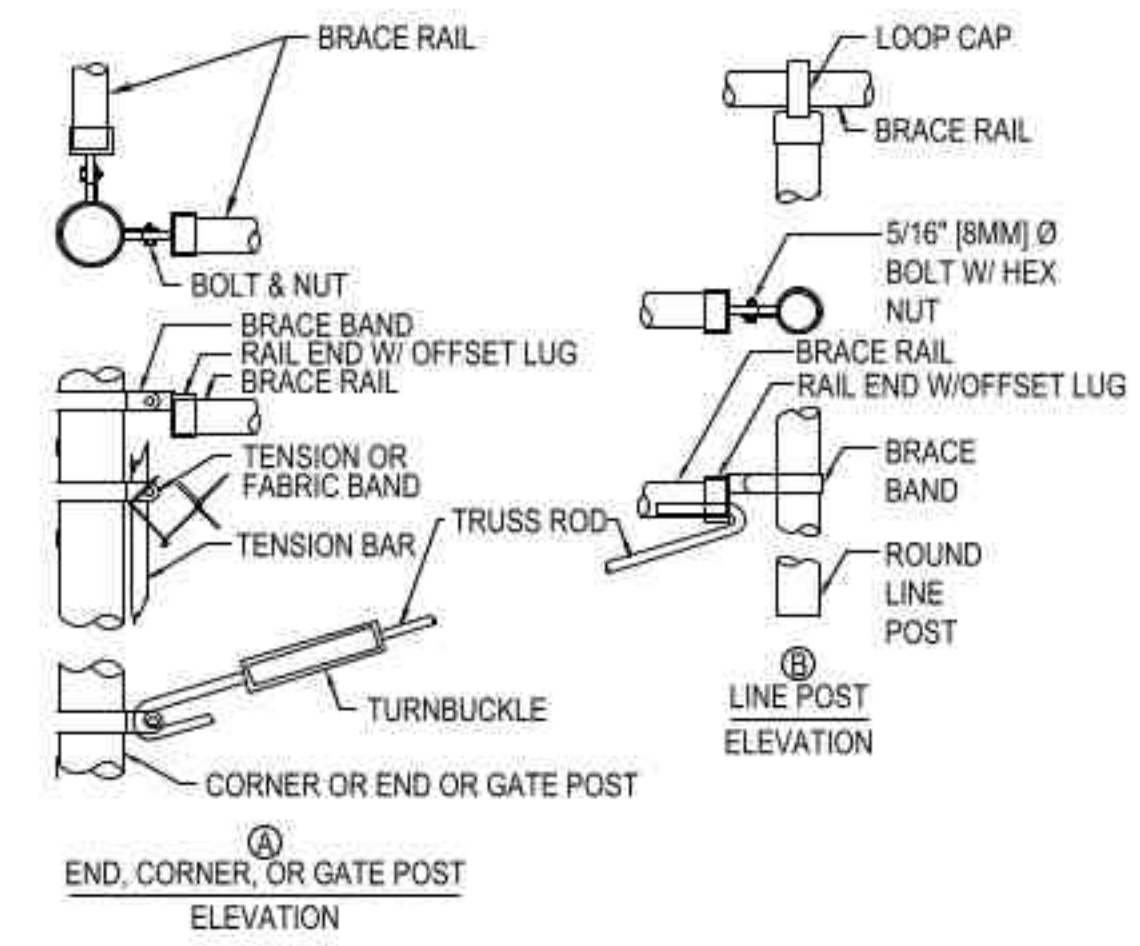 BRACE RAIL
BOLT & NUT
BRACE BAND
RAIL END W/ OFFSET LUG
BRACE RAIL
TENSION OR
FABRIC BAND
TENSION BAR
TRUSS ROD
TURNBUCKLE
CORNER OR END OR GATE POST
A
END, CORNER, OR GATE POST
ELEVATION
LOOP CAP
BRACE RAIL
5/16" [8MM] Ø
BOLT W/ HEX
NUT
BRACE RAIL
RAIL END W/OFFSET LUG
BRACE
BAND
ROUND
LINE
POST
B
LINE POST
ELEVATION